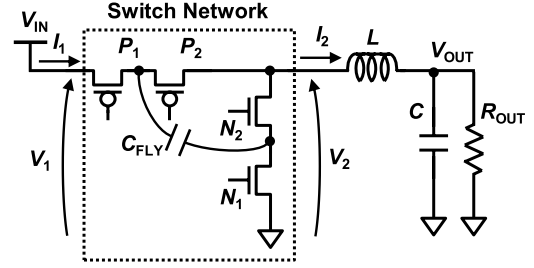 Switch Network
V_IN
I_1
P_1
P_2
I_2
L
V_OUT
N_2
C
R_OUT
C_FLY
V_1
V_2
N_1